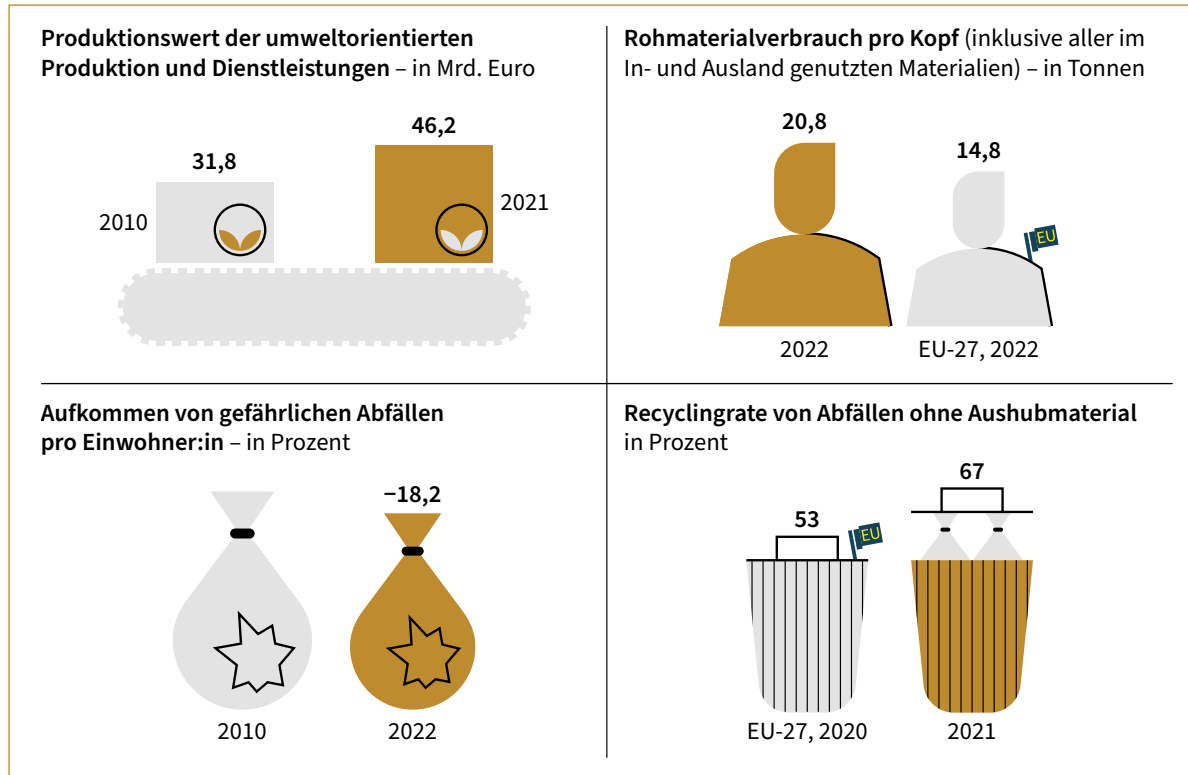 Produktionswert der umweltorientierten
Produktion und Dienstleistungen – in Mrd. Euro
31,8
46,2
2010
2021
Rohmaterialverbrauch pro Kopf (inklusive aller im
In- und Ausland genutzten Materialien) – in Tonnen
20,8
14,8
EU
2022
EU-27, 2022
Aufkommen von gefährlichen Abfällen
pro Einwohner:in – in Prozent
−18,2
2010
2022
Recyclingrate von Abfällen ohne Aushubmaterial
in Prozent
53
67
EU
EU-27, 2020
2021